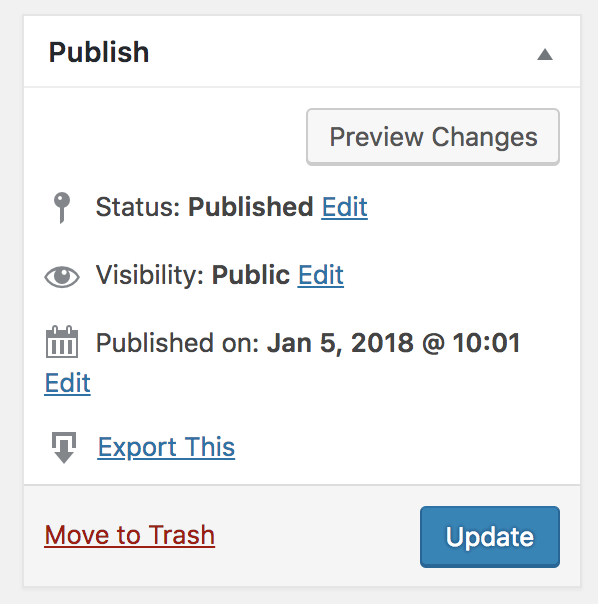 Publish
Preview Changes
Status: Published Edit
Visibility: Public Edit
Published on: Jan 5, 2018 @ 10:01
Edit
Export This
Move to Trash
Update